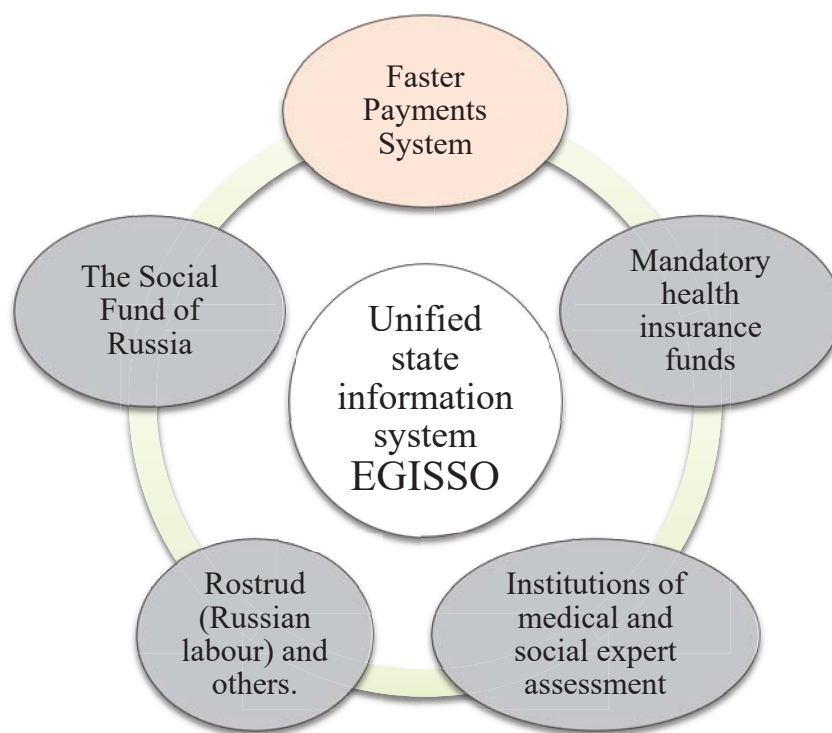 Faster
Payments
System
The Social
Fund of
Russia
Mandatory
health
insurance
funds
Unified
state
information
system
EGISSO
Rostrud
(Russian
labour) and
others.
Institutions of
medical and
social expert
assessment